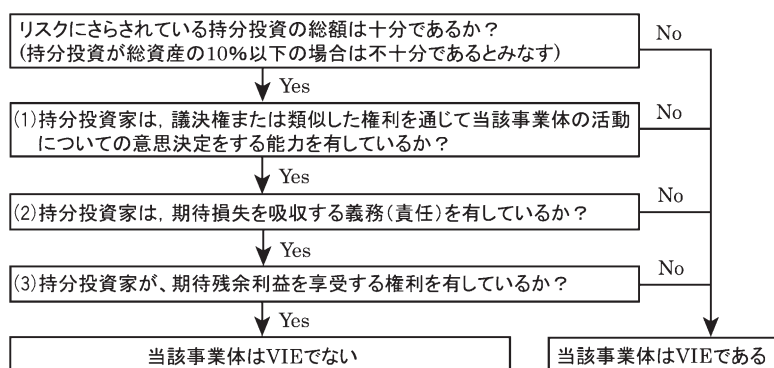 リスクにさらされている持分投資の総額は十分であるか？
(持分投資が総資産の10％以下の場合は不十分であるとみなす)
No
Yes
(1)持分投資家は，議決権または類似した権利を通じて当該事業体の活動
についての意思決定をする能力を有しているか？
No
Yes
(2)持分投資家は，期待損失を吸収する義務(責任)を有しているか？
No
Yes
(3)持分投資家が、期待残余利益を享受する権利を有しているか？
No
Yes
当該事業体はVIEでない
当該事業体はVIEである